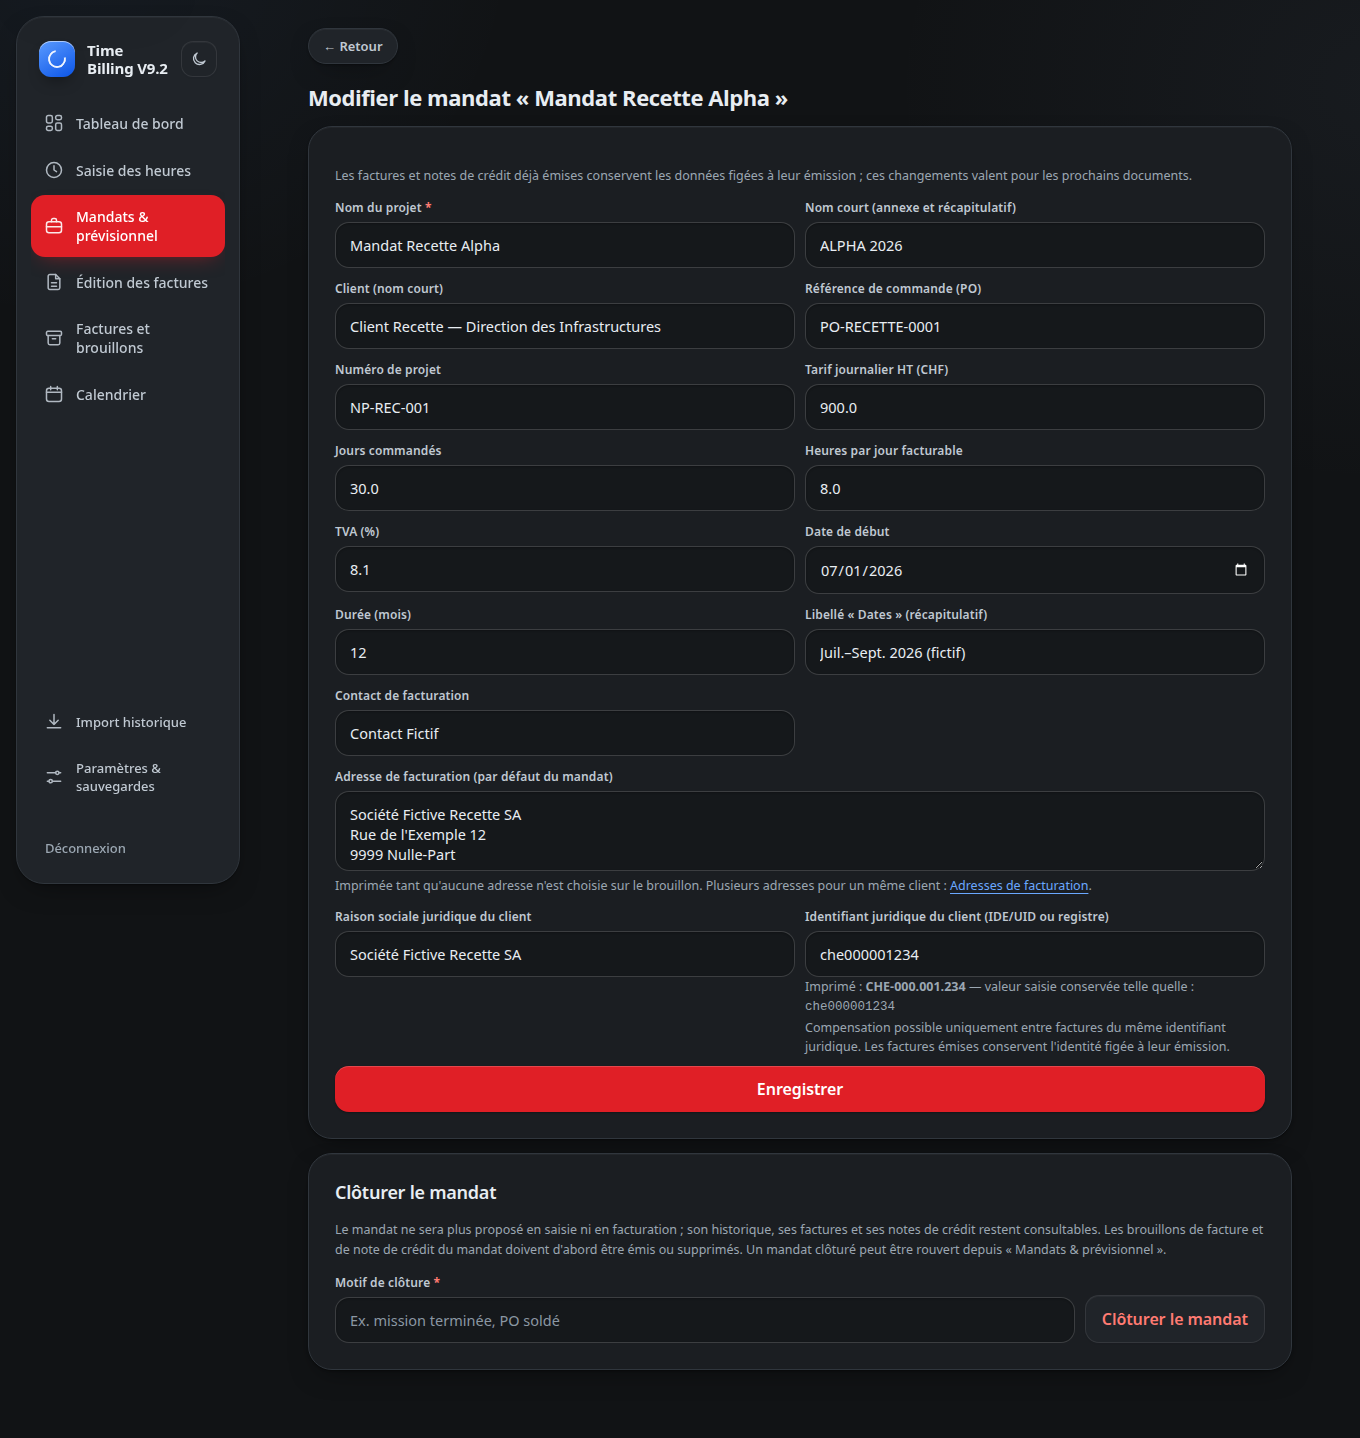 Time
Billing V9.2
Tableau de bord
Saisie des heures
Mandats &
prévisionnel
Édition des factures
Factures et
brouillons
Calendrier
Import historique
Paramètres &
sauvegardes
Déconnexion
← Retour
Modifier le mandat « Mandat Recette Alpha »
Les factures et notes de crédit déjà émises conservent les données figées à leur émission ; ces changements valent pour les prochains documents.
Nom du projet *
Mandat Recette Alpha
Nom court (annexe et récapitulatif)
ALPHA 2026
Client (nom court)
Client Recette — Direction des Infrastructures
Référence de commande (PO)
PO-RECETTE-0001
Numéro de projet
NP-REC-001
Tarif journalier HT (CHF)
900.0
Jours commandés
30.0
Heures par jour facturable
8.0
TVA (%)
8.1
Date de début
07/01/2026
Durée (mois)
12
Libellé « Dates » (récapitulatif)
Juil.–Sept. 2026 (fictif)
Contact de facturation
Contact Fictif
Adresse de facturation (par défaut du mandat)
Société Fictive Recette SA
Rue de l'Exemple 12
9999 Nulle-Part
Imprimée tant qu'aucune adresse n'est choisie sur le brouillon. Plusieurs adresses pour un même client : Adresses de facturation.
Raison sociale juridique du client
Société Fictive Recette SA
Identifiant juridique du client (IDE/UID ou registre)
che000001234
Imprimé : CHE-000.001.234 — valeur saisie conservée telle quelle :
che000001234
Compensation possible uniquement entre factures du même identifiant
juridique. Les factures émises conservent l'identité figée à leur émission.
Enregistrer
Clôturer le mandat
Le mandat ne sera plus proposé en saisie ni en facturation ; son historique, ses factures et ses notes de crédit restent consultables. Les brouillons de facture et
de note de crédit du mandat doivent d'abord être émis ou supprimés. Un mandat clôturé peut être rouvert depuis « Mandats & prévisionnel ».
Motif de clôture *
Ex. mission terminée, PO soldé
Clôturer le mandat